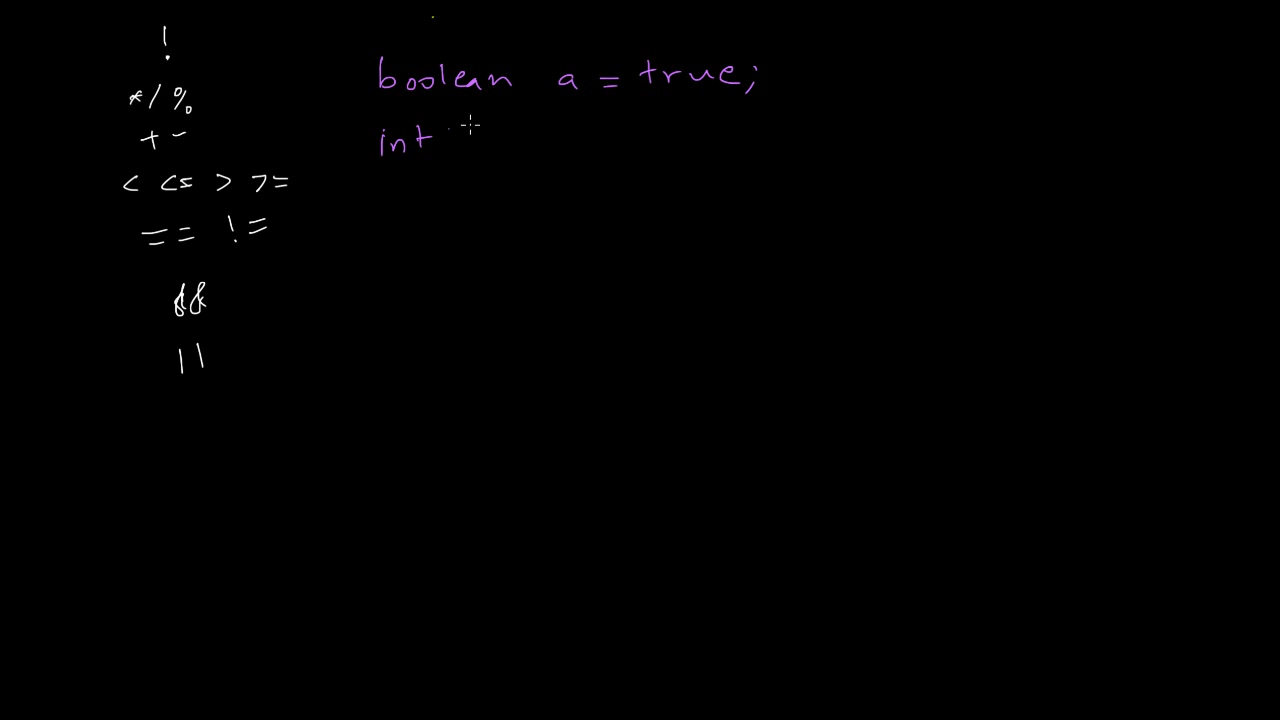 !
* / %
+ -
< <= > >=
== !=
&&
||
boolean a = true;
int